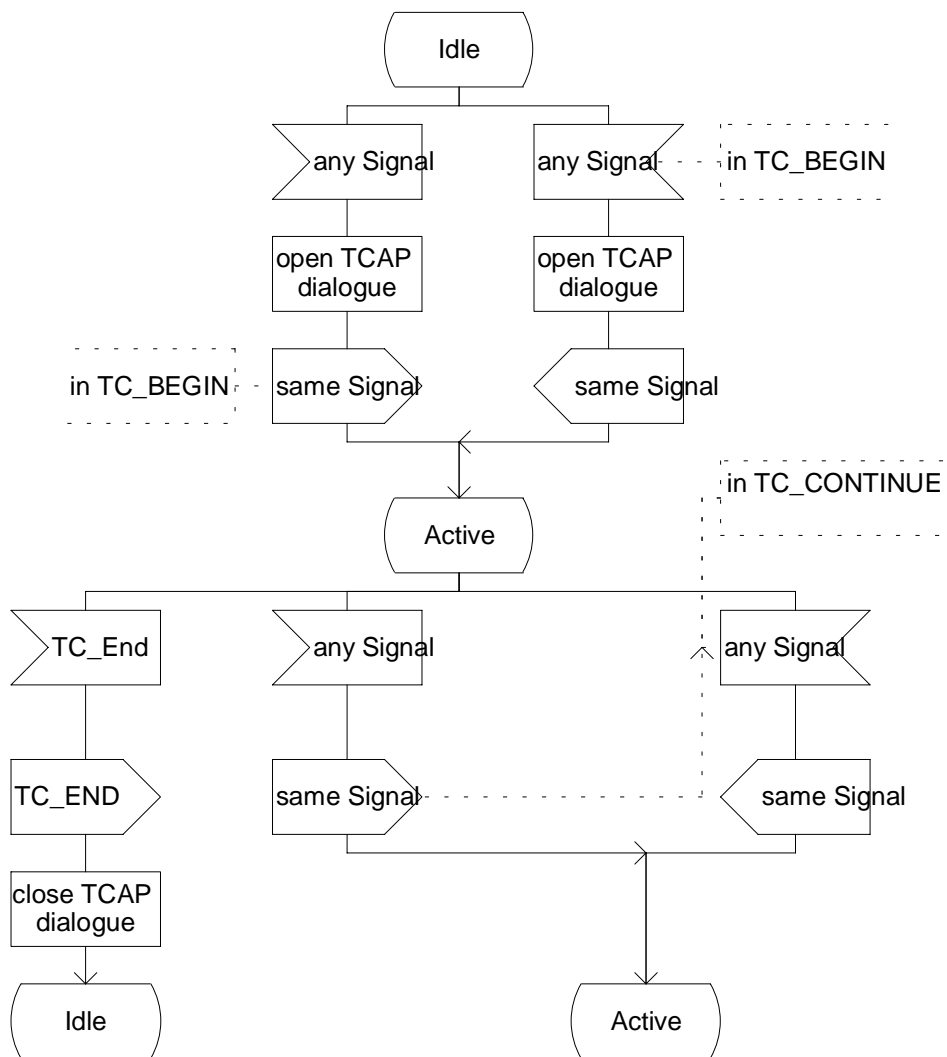 Idle
any Signal
any Signal
in TC_BEGIN
open TCAP
dialogue
open TCAP
dialogue
in TC_BEGIN
same Signal
same Signal
in TC_CONTINUE
Active
TC_End
any Signal
any Signal
TC_END
same Signal
same Signal
close TCAP
dialogue
Idle
Active